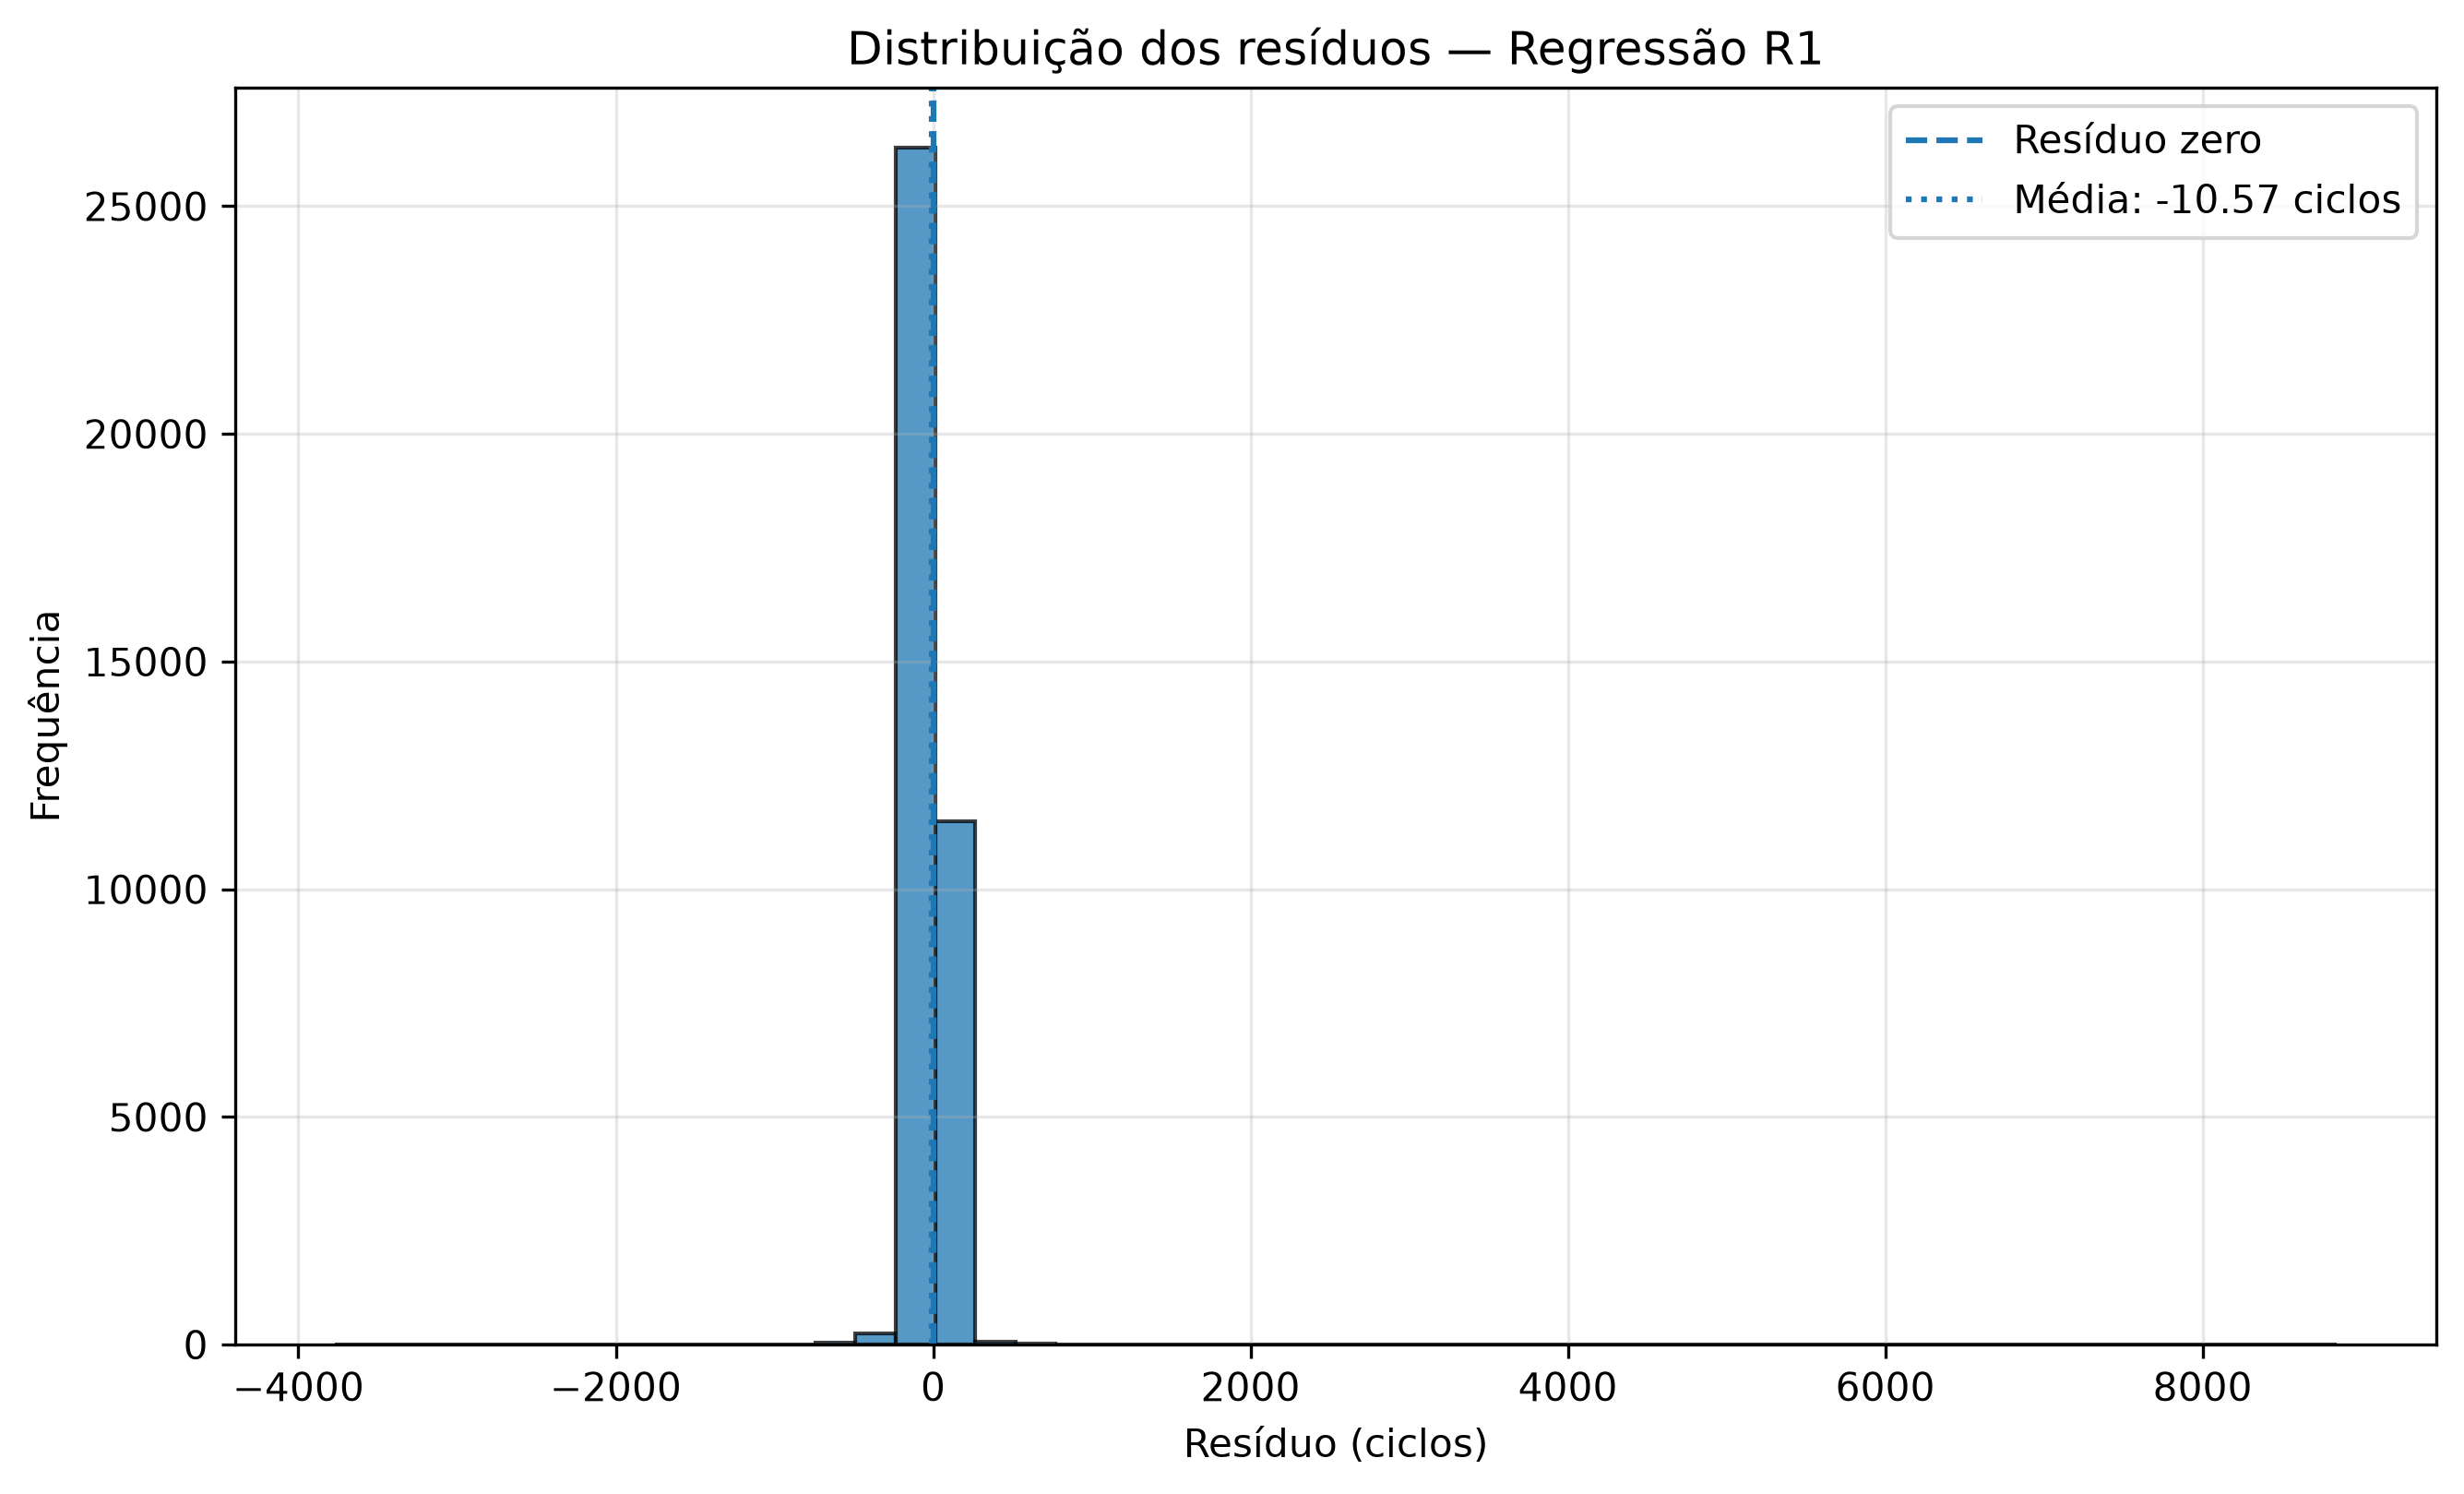 Distribuição dos resíduos — Regressão R1
Resíduo zero
Média: -10.57 ciclos
Frequência
25000
20000
15000
10000
5000
0
−4000 −2000 0 2000 4000 6000 8000
Resíduo (ciclos)